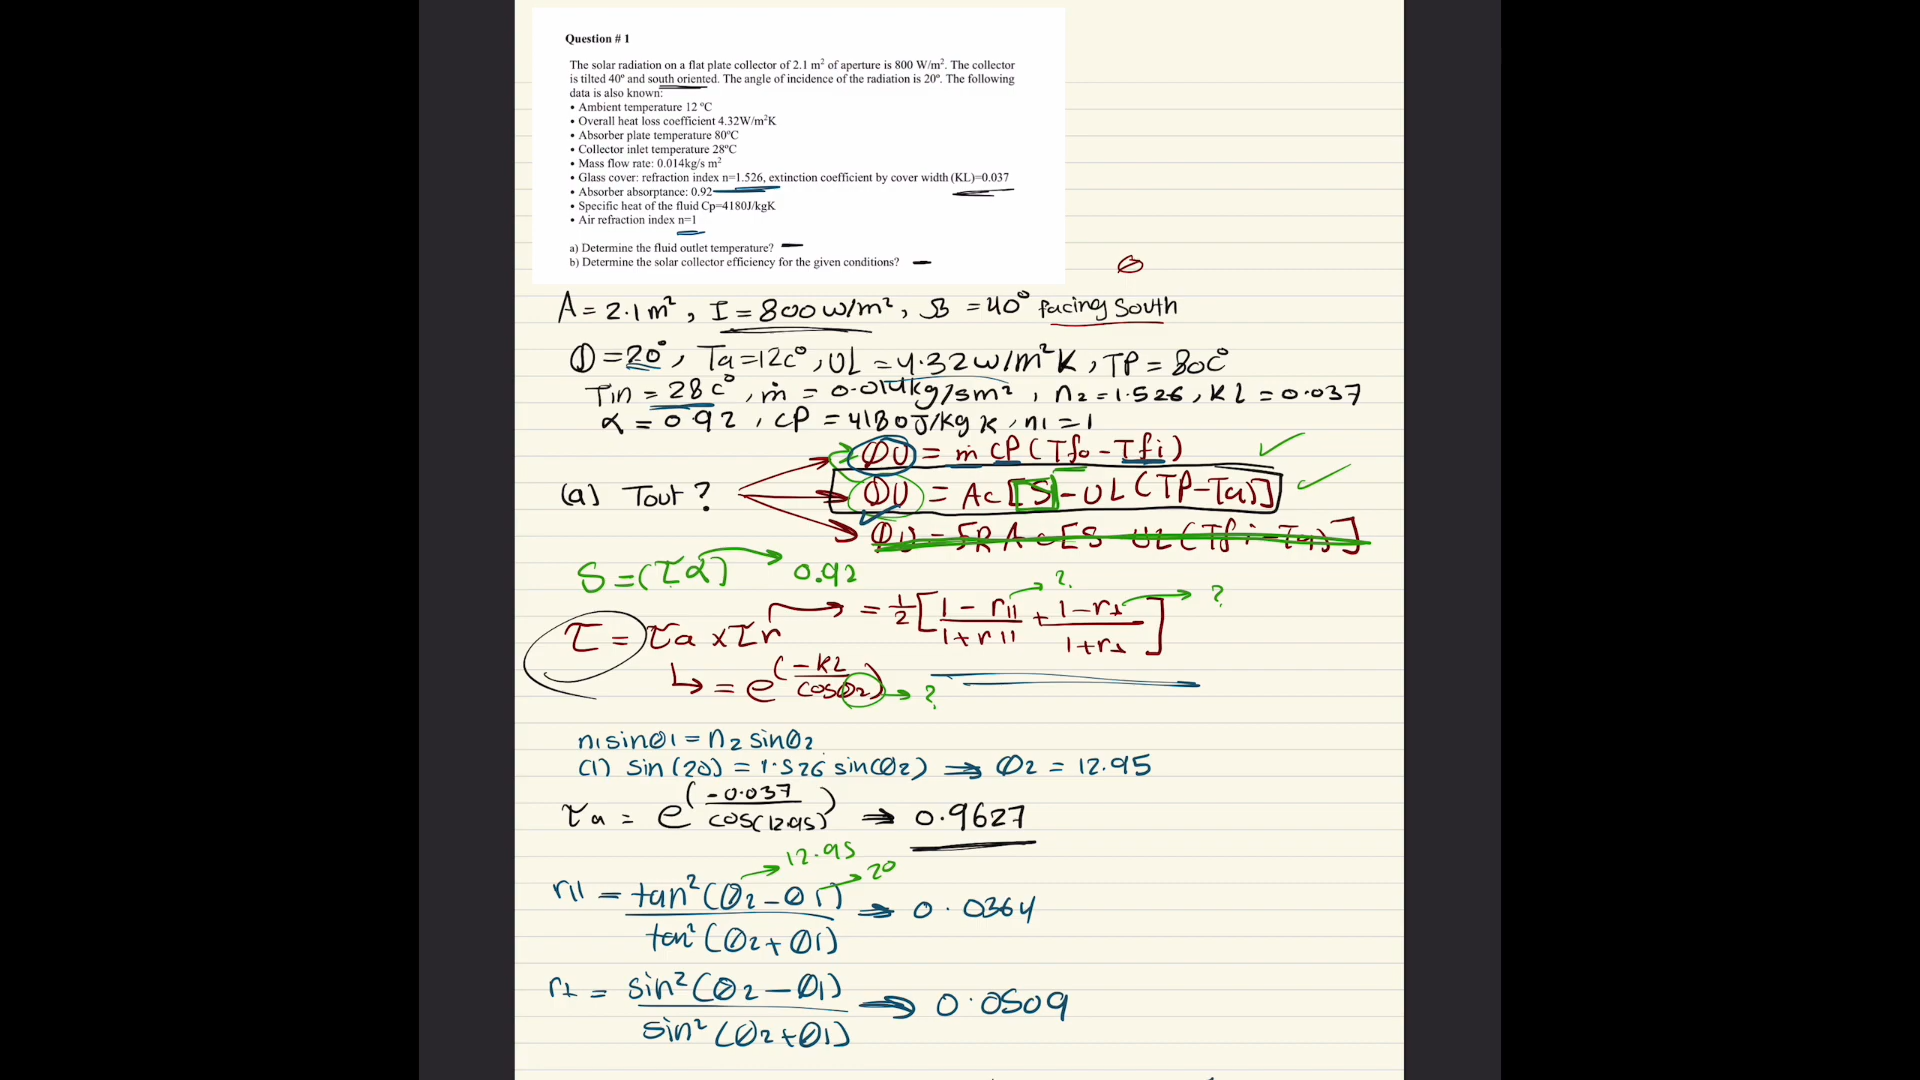 Question # 1
The solar radiation on a flat plate collector of 2.1 m² of aperture is 800 W/m². The collector
is tilted 40º and south oriented. The angle of incidence of the radiation is 20º. The following
data is also known:
• Ambient temperature 12 ºC
• Overall heat loss coefficient 4.32W/m²K
• Absorber plate temperature 80ºC
• Collector inlet temperature 28ºC
• Mass flow rate: 0.014kg/s m²
• Glass cover: refraction index n=1.526, extinction coefficient by cover width (KL)=0.037
• Absorber absorptance: 0.92
• Specific heat of the fluid Cp=4180J/kgK
• Air refraction index n=1
a) Determine the fluid outlet temperature?
b) Determine the solar collector efficiency for the given conditions?
θ
A = 2.1 m², I = 800 w/m², β = 40° facing South
θ = 20°, Ta = 12c°, UL = 4.32 w/m²K, TP = 80c°
Tin = 28c°, ṁ = 0.014kg/sm², n2 = 1.526, KL = 0.037
α = 0.92, CP = 4180J/kg K, n1 = 1
QU = ṁ CP (Tfo - Tfi) ✓
(a) Tout? QU = Ac [S - UL (TP - Ta)] ✓
QU = FR Ac [S - UL (Tfi - Ta)]
S = (τα) → 0.92
τ = τa × τr → = 1/2 [(1 - r||)/(1 + r||) + (1 - r⊥)/(1 + r⊥)] → ? → ?
↳ = e^(-KL/cosθ2) → ?
n1 sinθ1 = n2 sinθ2
(1) sin (20) = 1.526 sin(θ2) ⇒ θ2 = 12.95
τa = e^(-0.037/cos(12.95)) ⇒ 0.9627
→ 12.95 → 20
r|| = tan² (θ2 - θ1) / tan² (θ2 + θ1) ⇒ 0.0364
r⊥ = sin² (θ2 - θ1) / sin² (θ2 + θ1) ⇒ 0.0509